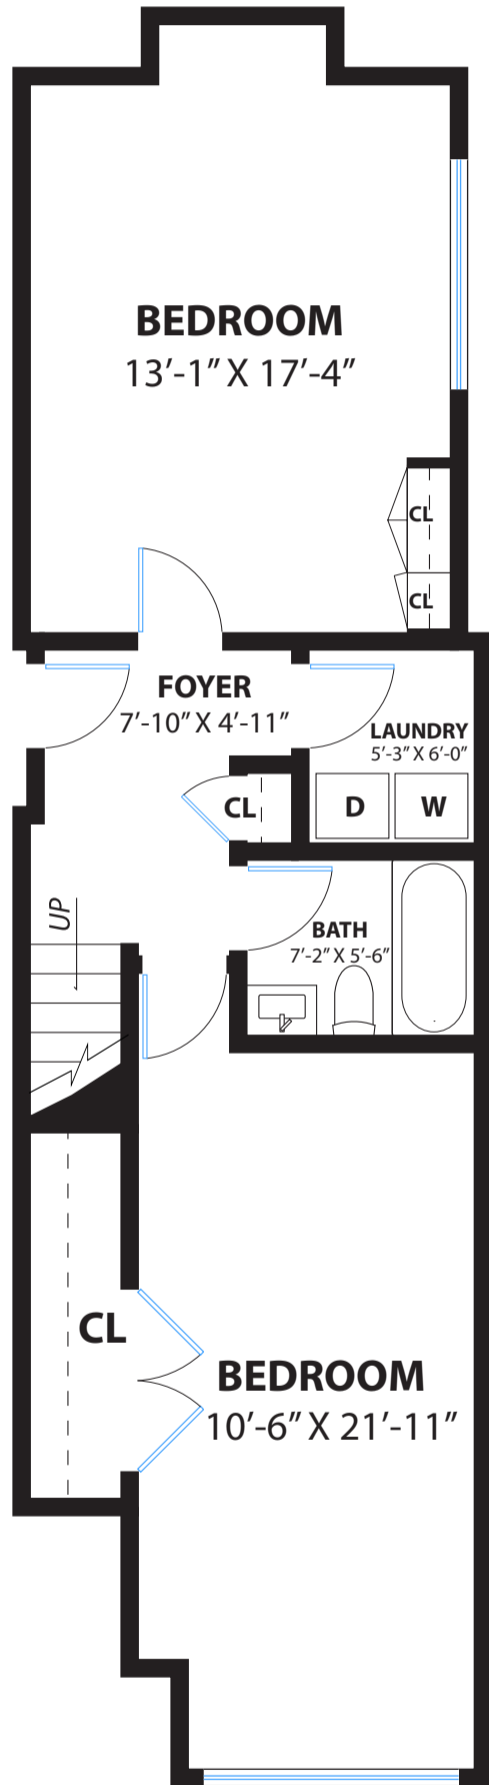 BEDROOM
13’-1” X 17’-4”
CL
CL
FOYER
7’-10” X 4’-11”
LAUNDRY
5’-3” X 6’-0”
D
W
CL
UP
BATH
7’-2” X 5’-6”
CL
BEDROOM
10’-6” X 21’-11”